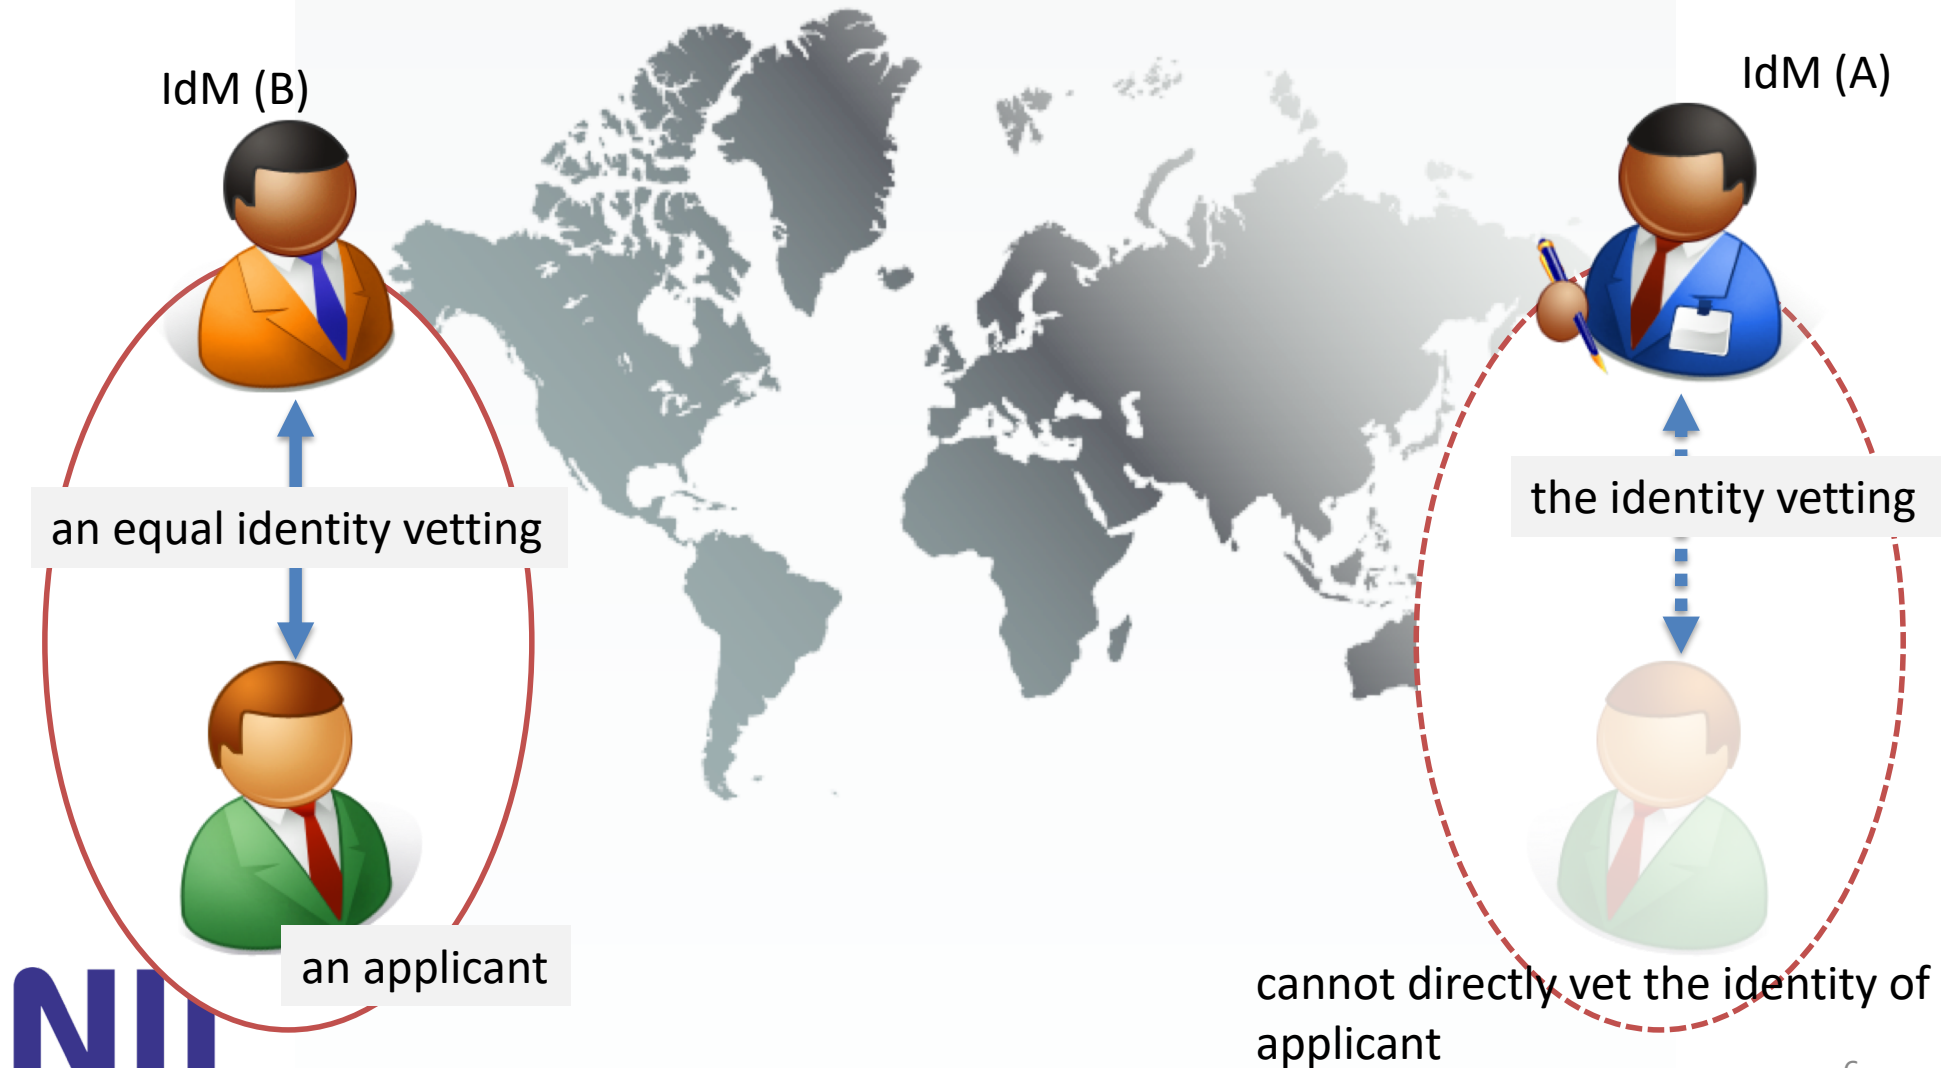 IdM (B)
IdM (A)
an equal identity vetting
the identity vetting
an applicant
cannot directly vet the identity of
applicant
NII